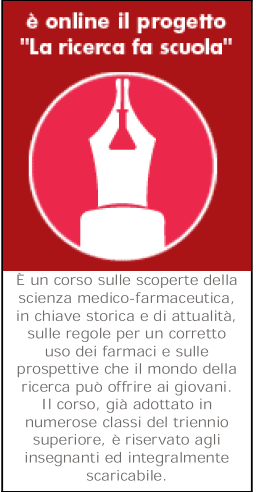 è online il progetto
"La ricerca fa scuola"
È un corso sulle scoperte della
scienza medico-farmaceutica,
in chiave storica e di attualità,
sulle regole per un corretto
uso dei farmaci e sulle
prospettive che il mondo della
ricerca può offrire ai giovani.
Il corso, già adottato in
numerose classi del triennio
superiore, è riservato agli
insegnanti ed integralmente
scaricabile.